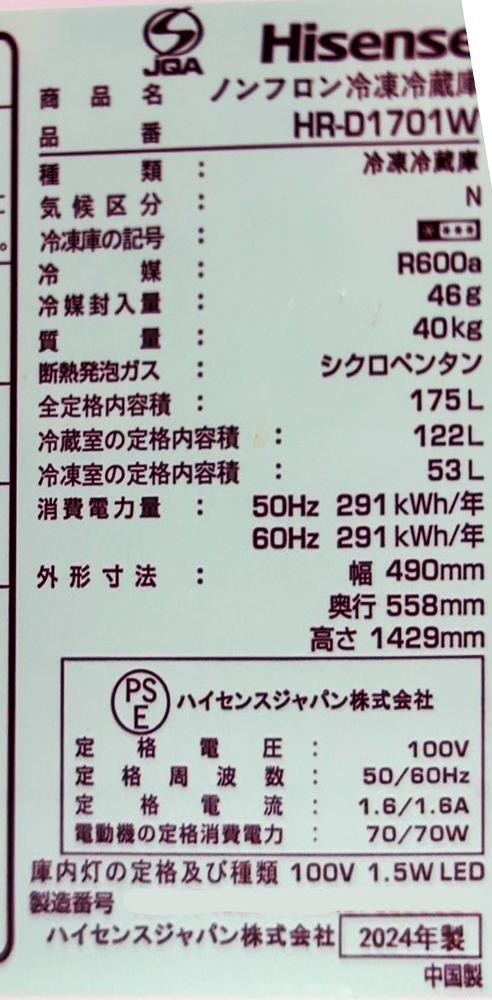 JQA
Hisense
商品名 ノンフロン冷凍冷蔵庫
品番 HR-D1701W
種類 : 冷凍冷蔵庫
気候区分 : N
冷凍庫の記号 : ****
冷媒 : R600a
冷媒封入量 : 46g
質量 : 40kg
断熱発泡ガス : シクロペンタン
全定格内容積 : 175L
冷蔵室の定格内容積 : 122L
冷凍室の定格内容積 : 53L
消費電力量 : 50Hz 291kWh/年
60Hz 291kWh/年
外形寸法 : 幅 490mm
奥行 558mm
高さ 1429mm
PSE ハイセンスジャパン株式会社
定格電圧 : 100V
定格周波数 : 50/60Hz
定格電流 : 1.6/1.6A
電動機の定格消費電力 : 70/70W
庫内灯の定格及び種類 100V 1.5W LED
製造番号
ハイセンスジャパン株式会社 2024年製
中国製